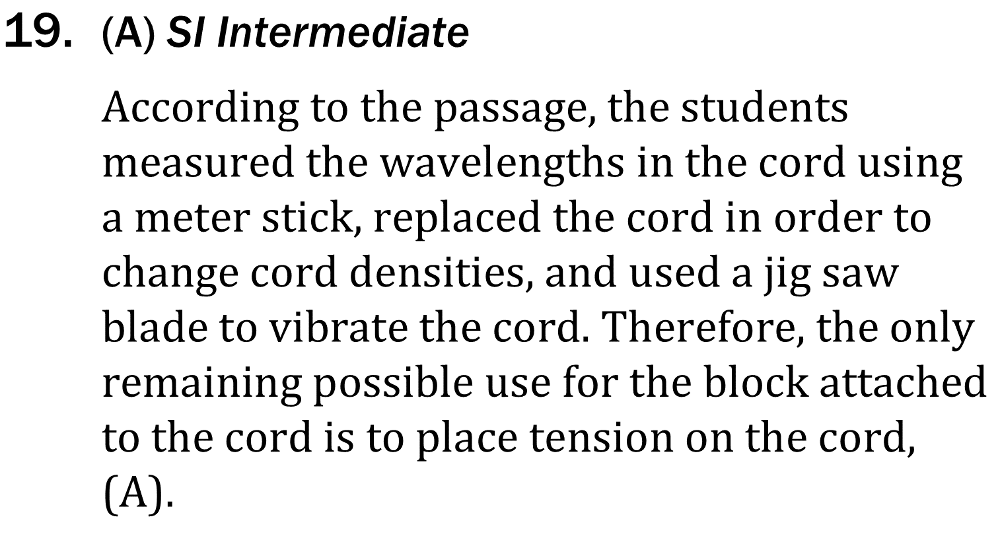 19. (A) SI Intermediate
According to the passage, the students
measured the wavelengths in the cord using
a meter stick, replaced the cord in order to
change cord densities, and used a jig saw
blade to vibrate the cord. Therefore, the only
remaining possible use for the block attached
to the cord is to place tension on the cord,
(A).